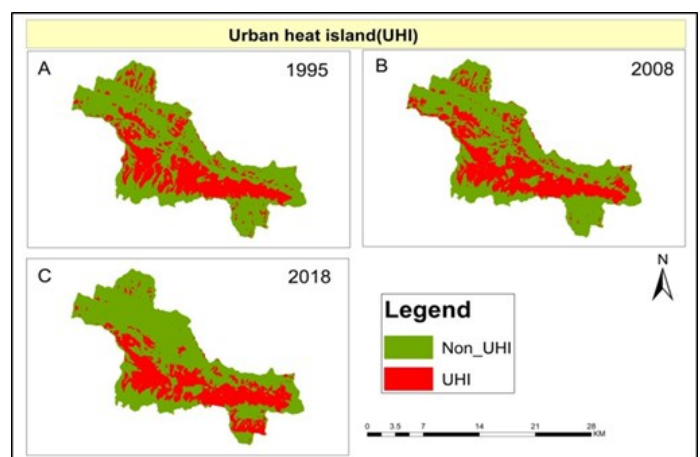 Urban heat island(UHI)
A
1995
B
2008
C
2018
N
Legend
Non_UHI
UHI
0 3.5 7 14 21 28
KM